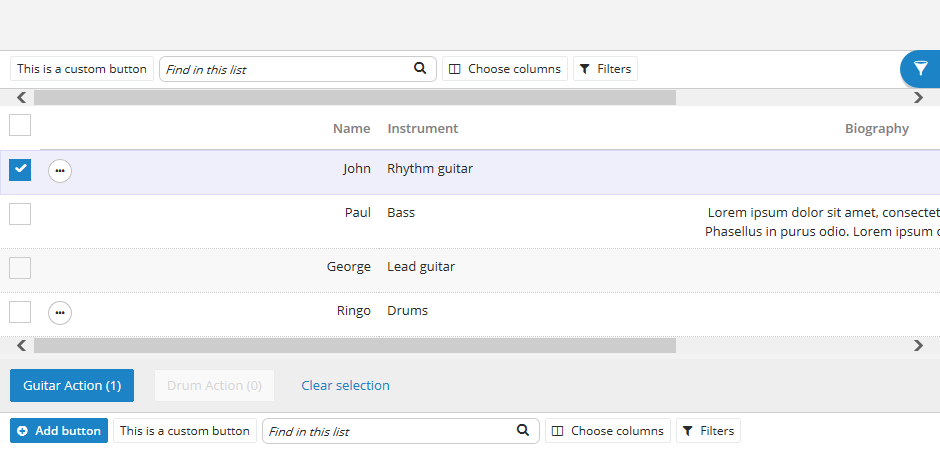 This is a custom button Find in this list Choose columns Filters
Name Instrument Biography
John Rhythm guitar
Paul Bass Lorem ipsum dolor sit amet, consectet
Phasellus in purus odio. Lorem ipsum
George Lead guitar
Ringo Drums
Guitar Action (1) Drum Action (0) Clear selection
Add button This is a custom button Find in this list Choose columns Filters